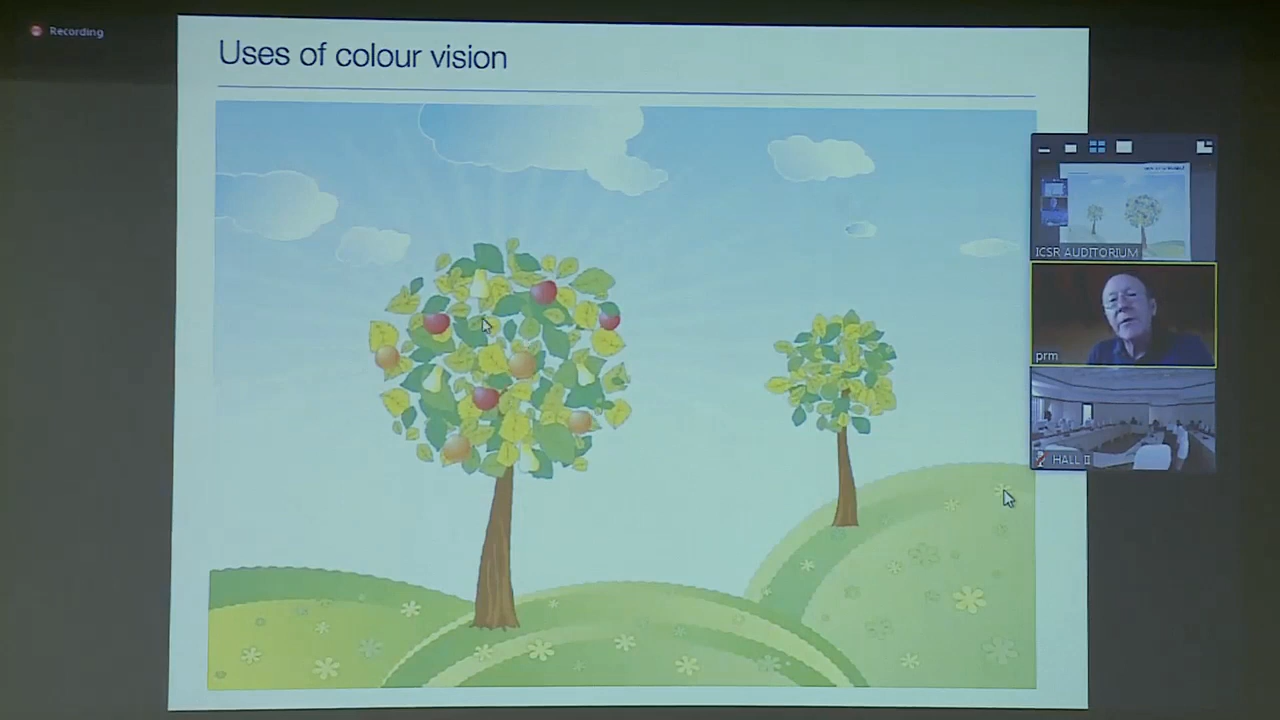 Recording
Uses of colour vision
ICSR AUDITORIUM
prm
HALL II